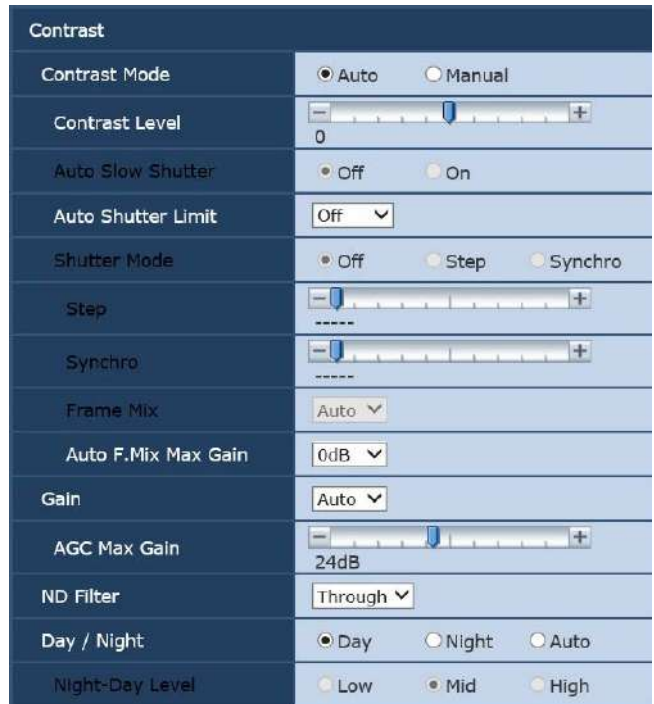 Contrast
Contrast Mode Auto Manual
Contrast Level − +
0
Auto Slow Shutter Off On
Auto Shutter Limit Off
Shutter Mode Off Step Synchro
Step − +
-----
Synchro − +
-----
Frame Mix Auto
Auto F.Mix Max Gain 0dB
Gain Auto
AGC Max Gain − +
24dB
ND Filter Through
Day / Night Day Night Auto
Night-Day Level Low Mid High